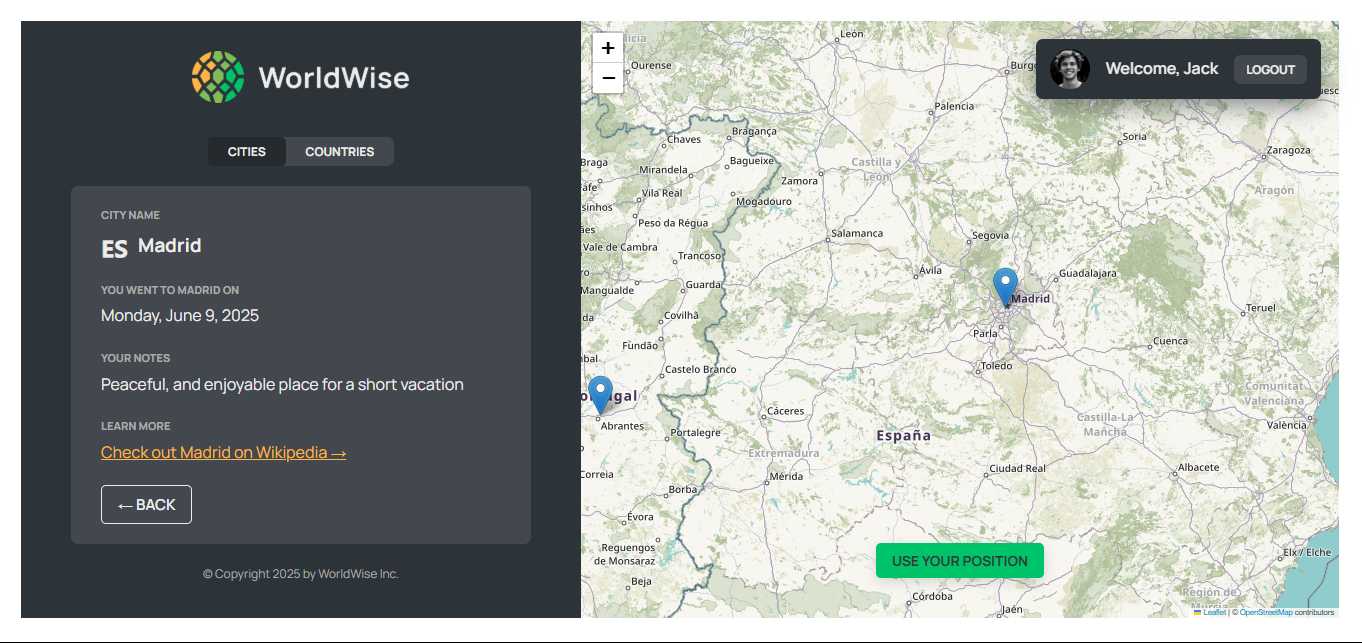 WorldWise
CITIES
COUNTRIES
CITY NAME
ES Madrid
YOU WENT TO MADRID ON
Monday, June 9, 2025
YOUR NOTES
Peaceful, and enjoyable place for a short vacation
LEARN MORE
Check out Madrid on Wikipedia →
← BACK
© Copyright 2025 by WorldWise Inc.
+
−
Welcome, Jack
LOGOUT
León
Ourense
Palencia
Soria
Zaragoza
Aragón
Bragança
Chaves
Braga
Mirandela
Bagueixe
Zamora
Castilla y
León
Vila Real
Mogadouro
Peso da Régua
Vale de Cambra
Trancoso
Salamanca
Segovia
Ávila
Guadalajara
Mangualde
Guarda
Madrid
Teruel
Covilhã
Parla
Cuenca
Fundão
Castelo Branco
Toledo
Comunitat
Valenciana
València
Abrantes
Cáceres
Castilla-La
Mancha
Portalegre
España
Extremadura
Mérida
Ciudad Real
Albacete
Correia
Borba
Évora
Reguengos
de Monsaraz
Beja
USE YOUR POSITION
Elx / Elche
Córdoba
Jaén
Región de
Murcia
Leaflet | © OpenStreetMap contributors